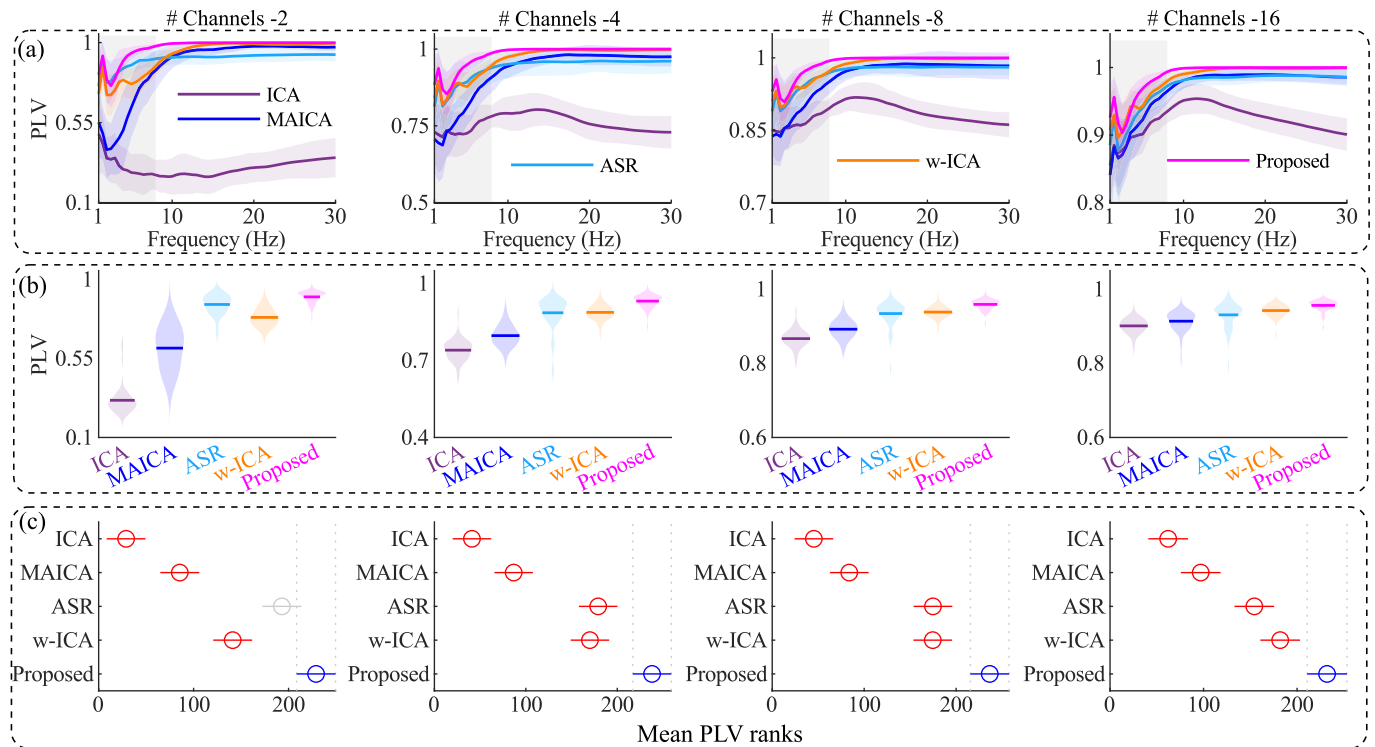 # Channels -2
# Channels -4
# Channels -8
# Channels -16
(a)
PLV
1
0.55
0.1
ICA
MAICA
1 10 20 30
Frequency (Hz)
1
0.75
0.5
ASR
1 10 20 30
Frequency (Hz)
1
0.85
0.7
w-ICA
1 10 20 30
Frequency (Hz)
1
0.9
0.8
Proposed
1 10 20 30
Frequency (Hz)
(b)
PLV
1
0.55
0.1
ICA MAICA ASR w-ICA Proposed
1
0.7
0.4
ICA MAICA ASR w-ICA Proposed
1
0.8
0.6
ICA MAICA ASR w-ICA Proposed
1
0.8
0.6
ICA MAICA ASR w-ICA Proposed
(c)
ICA
MAICA
ASR
w-ICA
Proposed
0 100 200
ICA
MAICA
ASR
w-ICA
Proposed
0 100 200
ICA
MAICA
ASR
w-ICA
Proposed
0 100 200
ICA
MAICA
ASR
w-ICA
Proposed
0 100 200
Mean PLV ranks